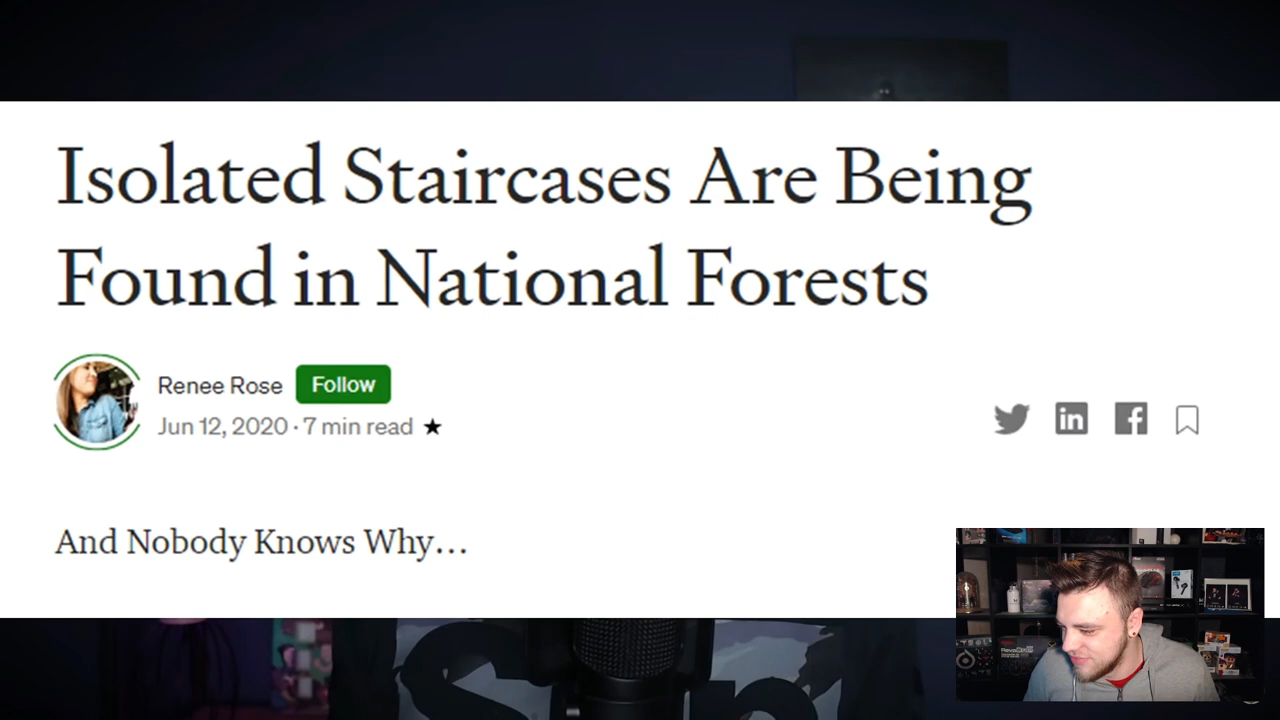 Isolated Staircases Are Being
Found in National Forests
Renee Rose Follow
Jun 12, 2020 · 7 min read ★
And Nobody Knows Why…